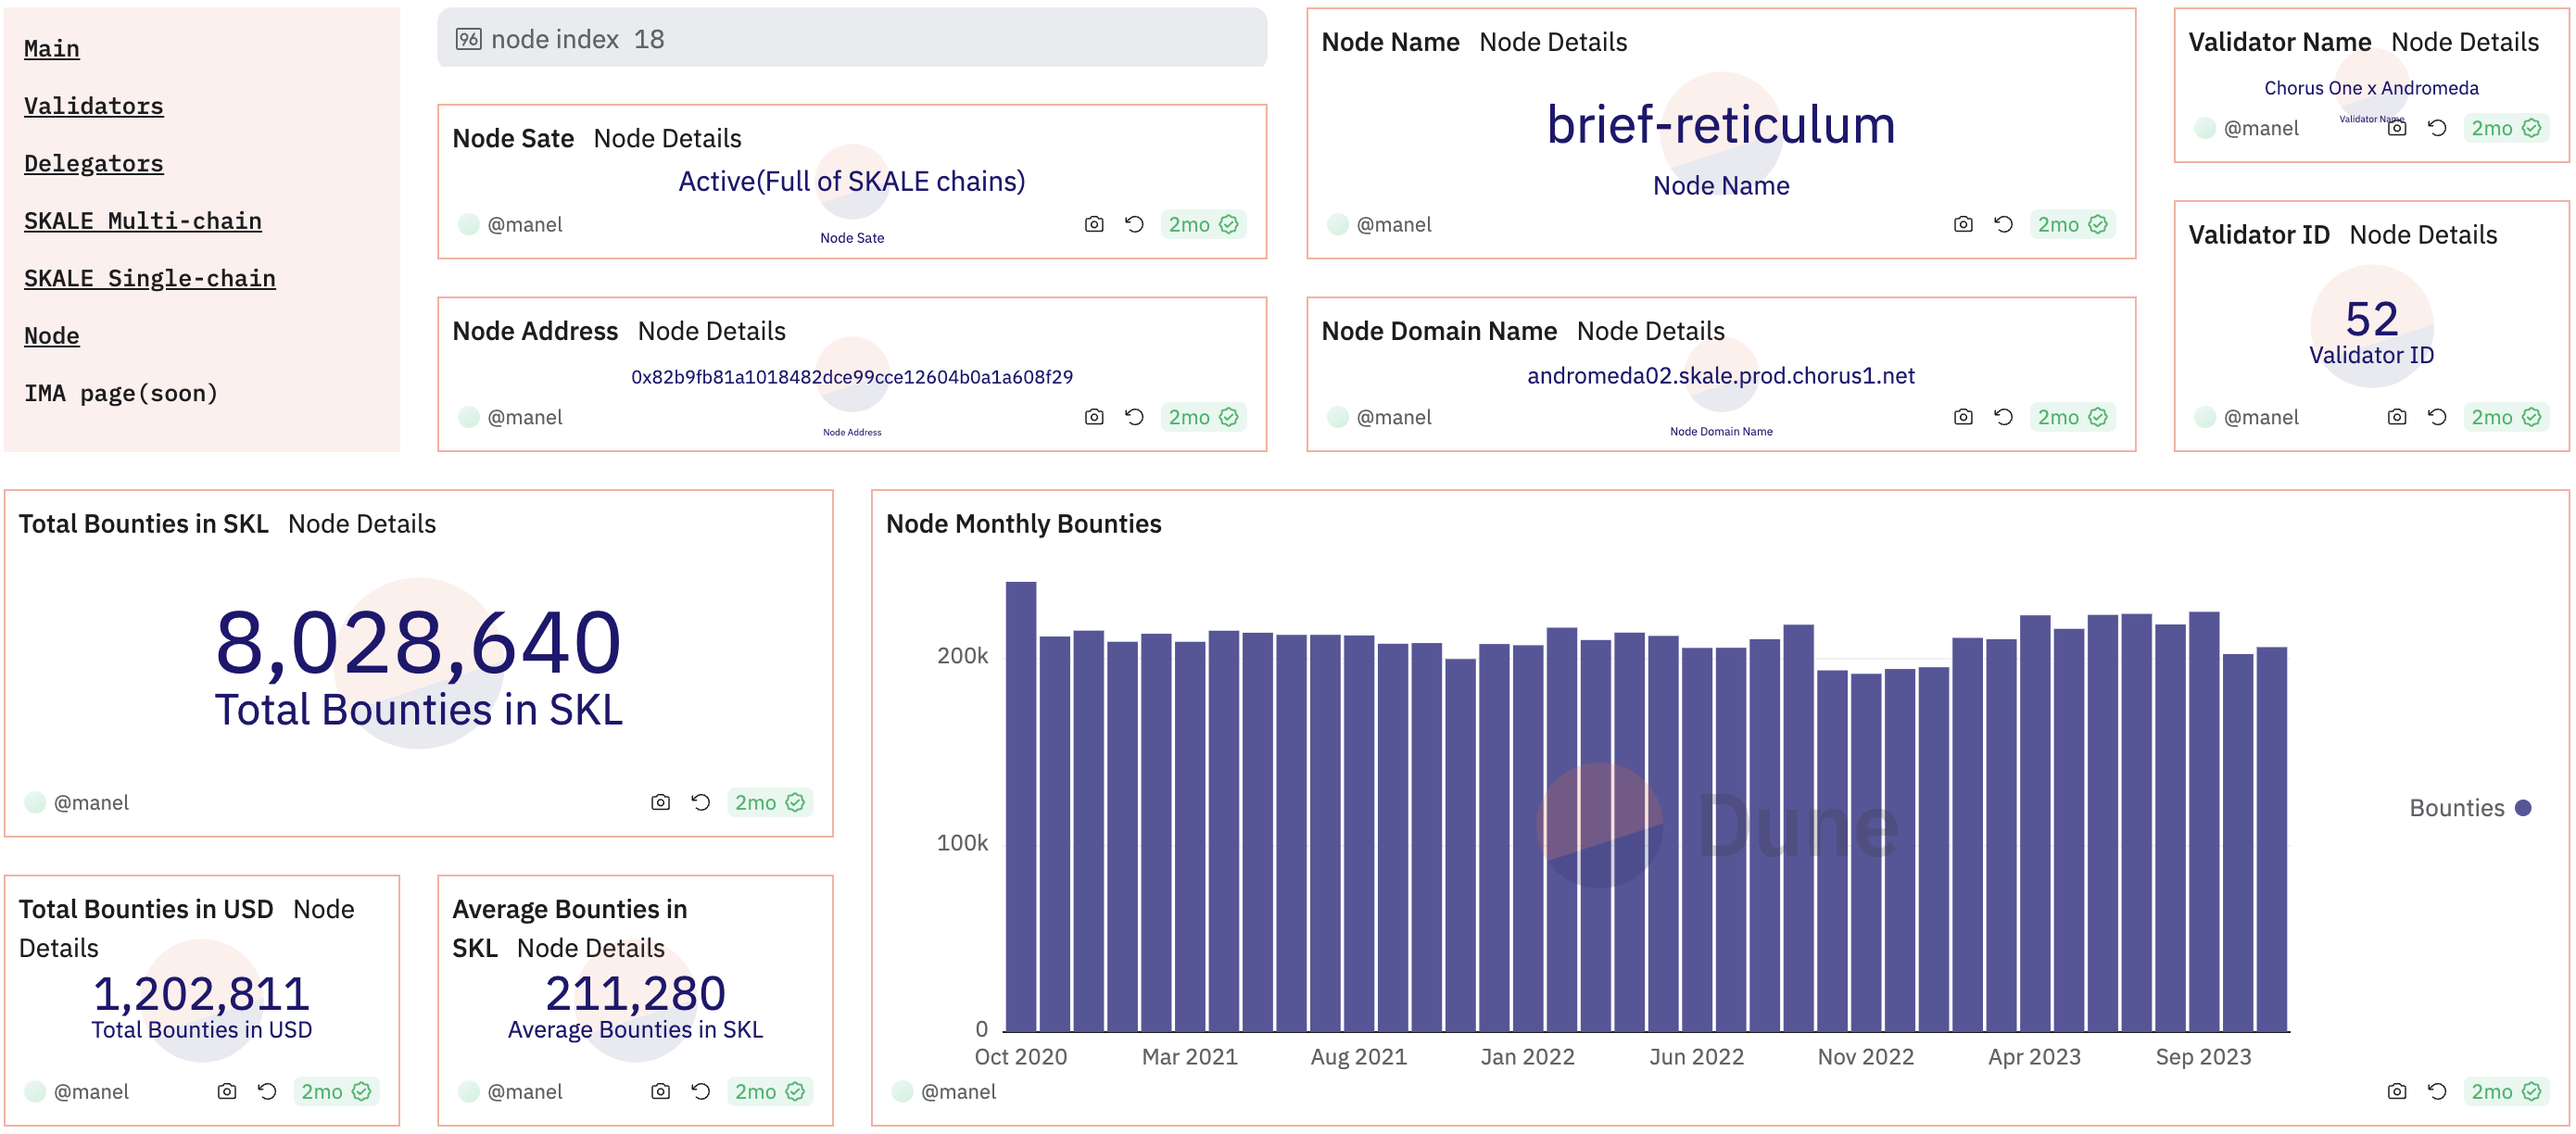 Main
Validators
Delegators
SKALE Multi-chain
SKALE Single-chain
Node
IMA page(soon)
96 node index 18
Node Sate Node Details
Active(Full of SKALE chains)
Node Sate
@manel 2mo
Node Name Node Details
brief-reticulum
Node Name
@manel 2mo
Validator Name Node Details
Chorus One x Andromeda
Validator Name
@manel 2mo
Node Address Node Details
0x82b9fb81a1018482dce99cce12604b0a1a608f29
Node Address
@manel 2mo
Node Domain Name Node Details
andromeda02.skale.prod.chorus1.net
Node Domain Name
@manel 2mo
Validator ID Node Details
52
Validator ID
@manel 2mo
Total Bounties in SKL Node Details
8,028,640
Total Bounties in SKL
@manel 2mo
Total Bounties in USD Node
Details
1,202,811
Total Bounties in USD
@manel 2mo
Average Bounties in
SKL Node Details
211,280
Average Bounties in SKL
@manel 2mo
Node Monthly Bounties
200k
100k
0
Oct 2020 Mar 2021 Aug 2021 Jan 2022 Jun 2022 Nov 2022 Apr 2023 Sep 2023
Dune
Bounties
@manel 2mo